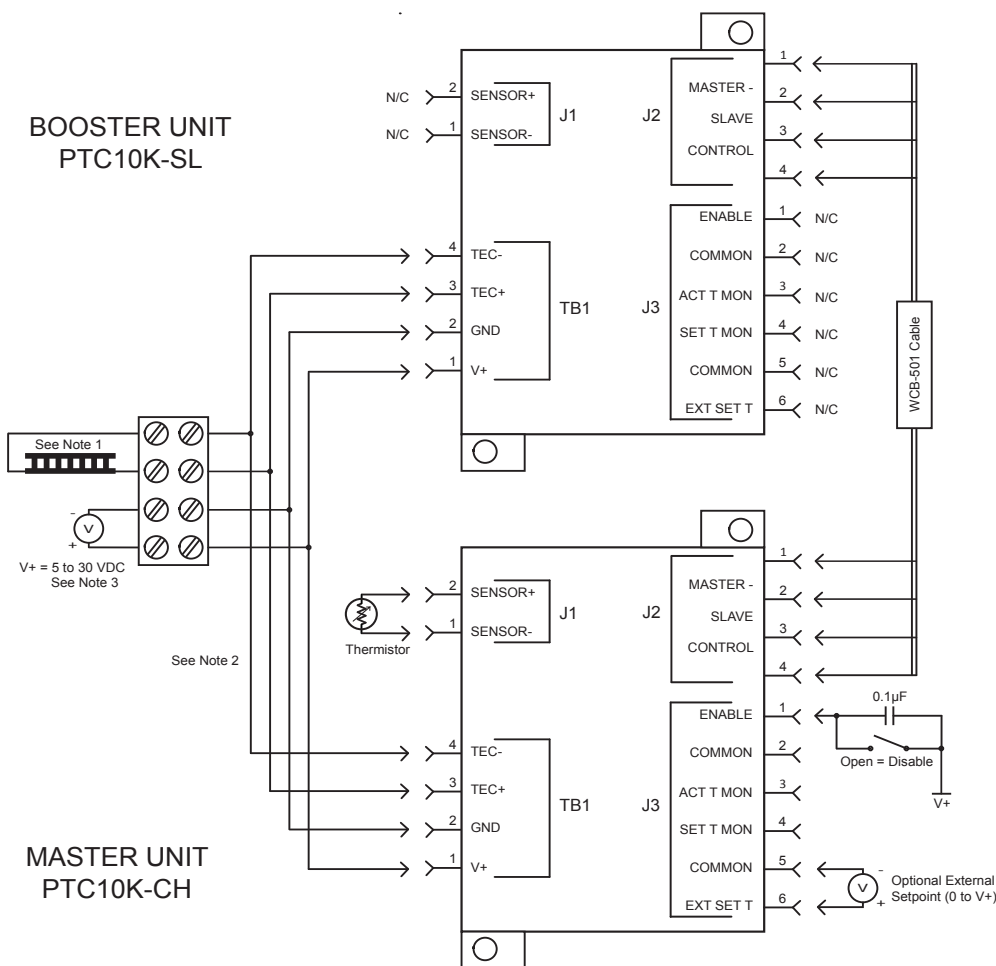 BOOSTER UNIT
PTC10K-SL
N/C
2
SENSOR+
N/C
1
SENSOR-
J1
J2
MASTER -
SLAVE
CONTROL
1
2
3
4
4
TEC-
3
TEC+
2
GND
1
V+
TB1
J3
ENABLE
1
N/C
COMMON
2
N/C
ACT T MON
3
N/C
SET T MON
4
N/C
COMMON
5
N/C
EXT SET T
6
N/C
WCB-501 Cable
See Note 1
-
V
+
V+ = 5 to 30 VDC
See Note 3
See Note 2
Thermistor
2
SENSOR+
1
SENSOR-
J1
J2
MASTER -
SLAVE
CONTROL
1
2
3
4
4
TEC-
3
TEC+
2
GND
1
V+
TB1
J3
ENABLE
1
COMMON
2
ACT T MON
3
SET T MON
4
COMMON
5
EXT SET T
6
0.1µF
Open = Disable
V+
-
V
+
Optional External
Setpoint (0 to V+)
MASTER UNIT
PTC10K-CH